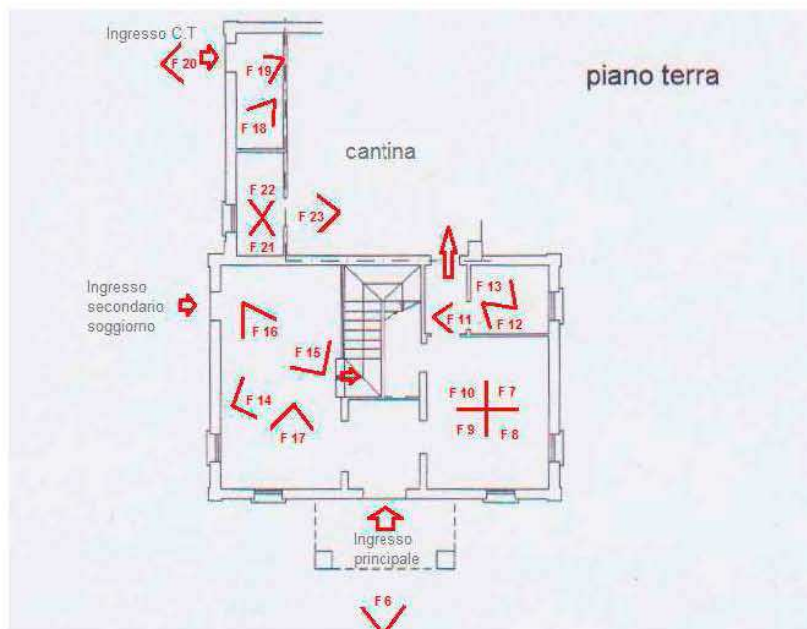 Ingresso C.T
F 20
F 19
piano terra
F 18
cantina
F 22
F 23
F 21
Ingresso
secondario
soggiorno
F 13
F 16
F 11
F 12
F 15
F 14
F 10
F 7
F 17
F 9
F 8
Ingresso
principale
F 6